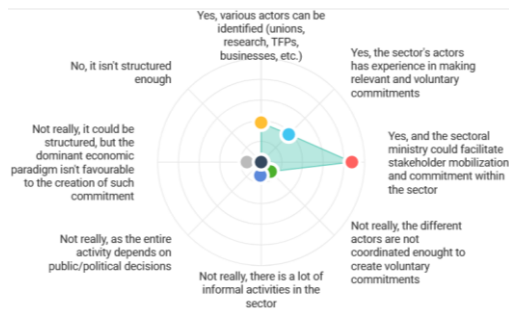 Yes, various actors can be
identified (unions,
research, TFPs,
businesses, etc.)
Yes, the sector's actors
has experience in making
relevant and voluntary
commitments
Yes, and the sectoral
ministry could facilitate
stakeholder mobilization
and commitment within
the sector
Not really, the different
actors are not
coordinated enought to
create voluntary
commitments
Not really, there is a lot of
informal activities in the
sector
Not really, as the entire
activity depends on
public/political decisions
Not really, it could be
structured, but the
dominant economic
paradigm isn't favourable
to the creation of such
commitment
No, it isn't structured
enough